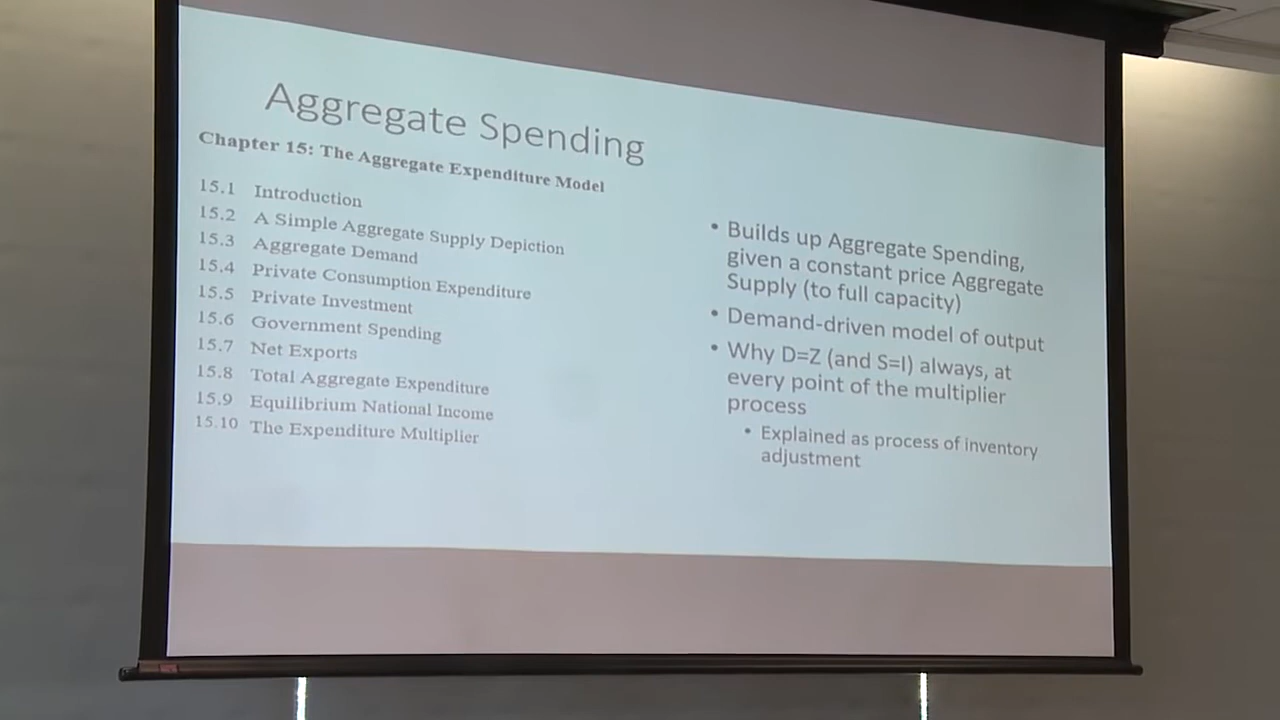 Aggregate Spending
Chapter 15: The Aggregate Expenditure Model
15.1 Introduction
15.2 A Simple Aggregate Supply Depiction
15.3 Aggregate Demand
15.4 Private Consumption Expenditure
15.5 Private Investment
15.6 Government Spending
15.7 Net Exports
15.8 Total Aggregate Expenditure
15.9 Equilibrium National Income
15.10 The Expenditure Multiplier
• Builds up Aggregate Spending,
given a constant price Aggregate
Supply (to full capacity)
• Demand-driven model of output
• Why D=Z (and S=I) always, at
every point of the multiplier
process
• Explained as process of inventory
adjustment